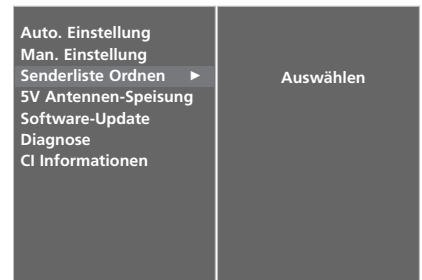 Auto. Einstellung
Man. Einstellung
Senderliste Ordnen ►
5V Antennen-Speisung
Software-Update
Diagnose
CI Informationen
Auswählen